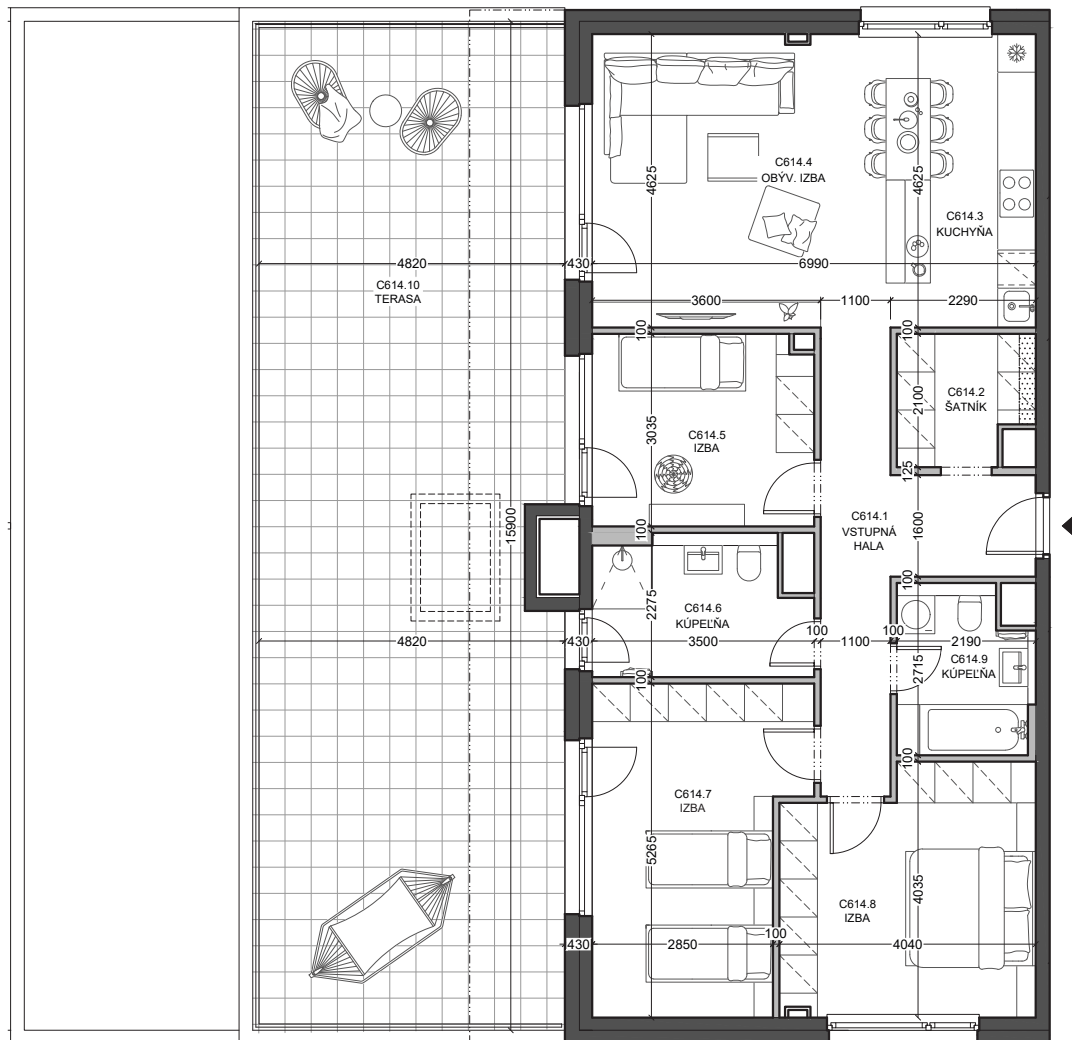 C614.4
OBÝV. IZBA
4625
4625
C614.3
KUCHYŇA
4820
430
6990
C614.10
TERASA
3600
1100
2290
100
100
C614.2
ŠATNÍK
2100
C614.5
IZBA
3035
125
C614.1
VSTUPNÁ
HALA
1600
15900
100
100
C614.6
KÚPEĽŇA
2275
4820
430
3500
100
1100
100
2190
C614.9
KÚPEĽŇA
2715
100
100
C614.7
IZBA
5265
C614.8
IZBA
4035
430
2850
100
4040